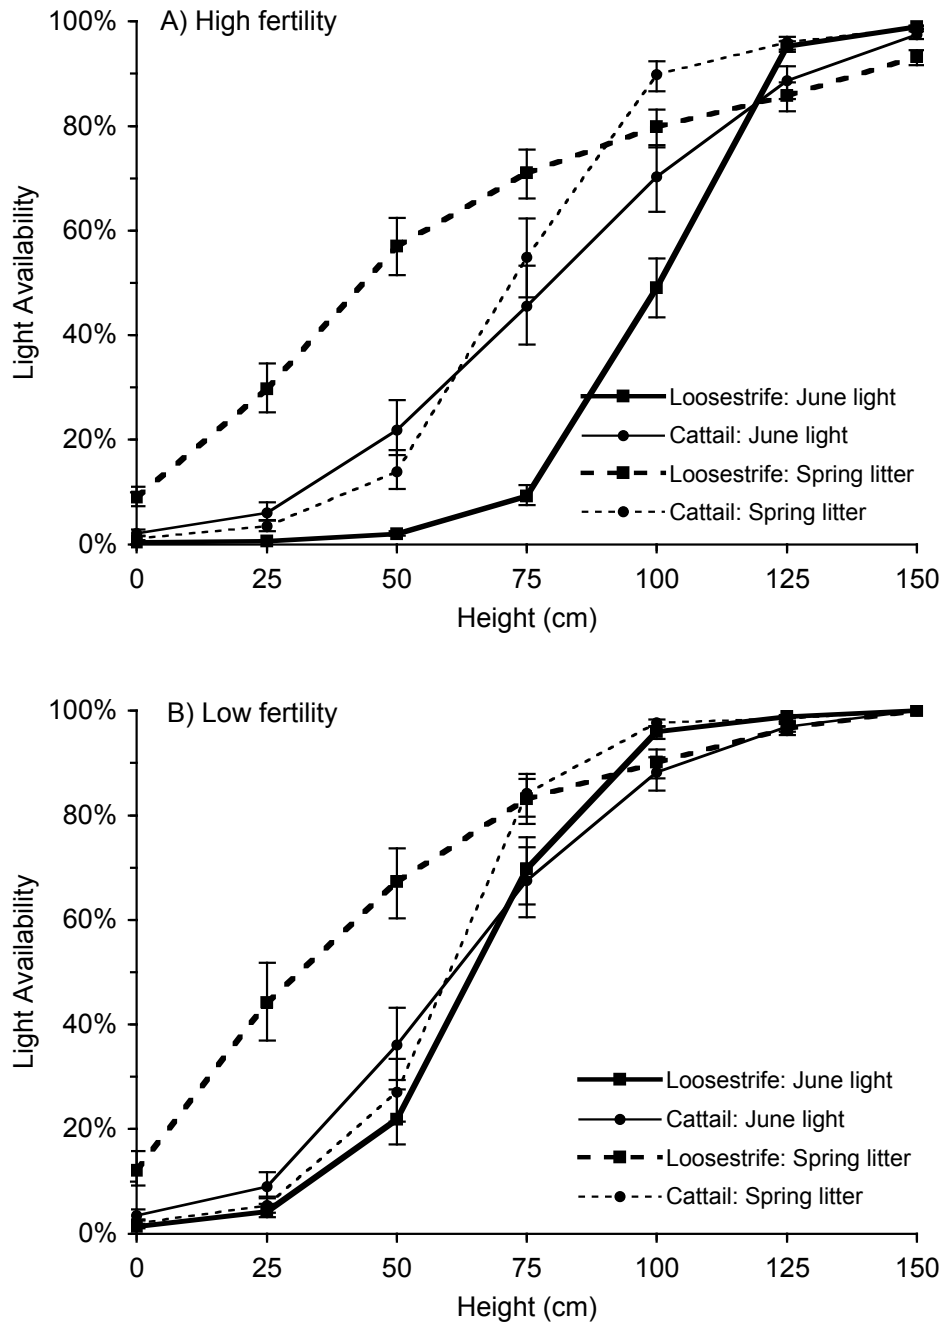 A) High fertility
100%
80%
60%
40%
20%
0%
Light Availability
Loosestrife: June light
Cattail: June light
Loosestrife: Spring litter
Cattail: Spring litter
0 25 50 75 100 125 150
Height (cm)
B) Low fertility
100%
80%
60%
40%
20%
0%
Light Availability
Loosestrife: June light
Cattail: June light
Loosestrife: Spring litter
Cattail: Spring litter
0 25 50 75 100 125 150
Height (cm)